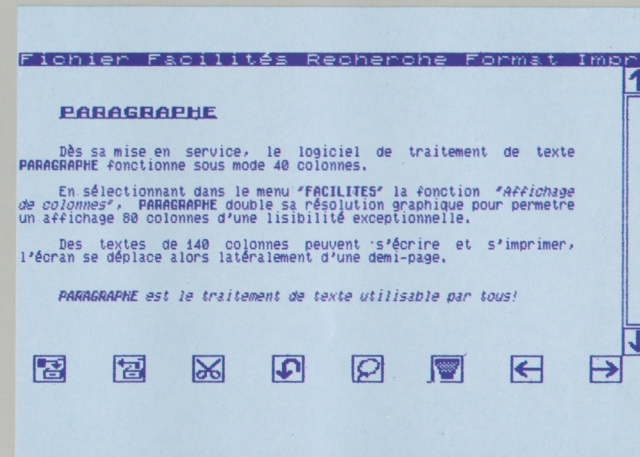 Fichier Facilités Recherche Format Impr
PARAGRAPHE
Dès sa mise en service, le logiciel de traitement de texte
PARAGRAPHE fonctionne sous mode 40 colonnes.
En sélectionnant dans le menu "FACILITES" la fonction "Affichage
de colonnes", PARAGRAPHE double sa résolution graphique pour permetre
un affichage 80 colonnes d'une lisibilité exceptionnelle.
Des textes de 140 colonnes peuvent s'écrire et s'imprimer,
l'écran se déplace alors latéralement d'une demi-page.
PARAGRAPHE est le traitement de texte utilisable par tous!